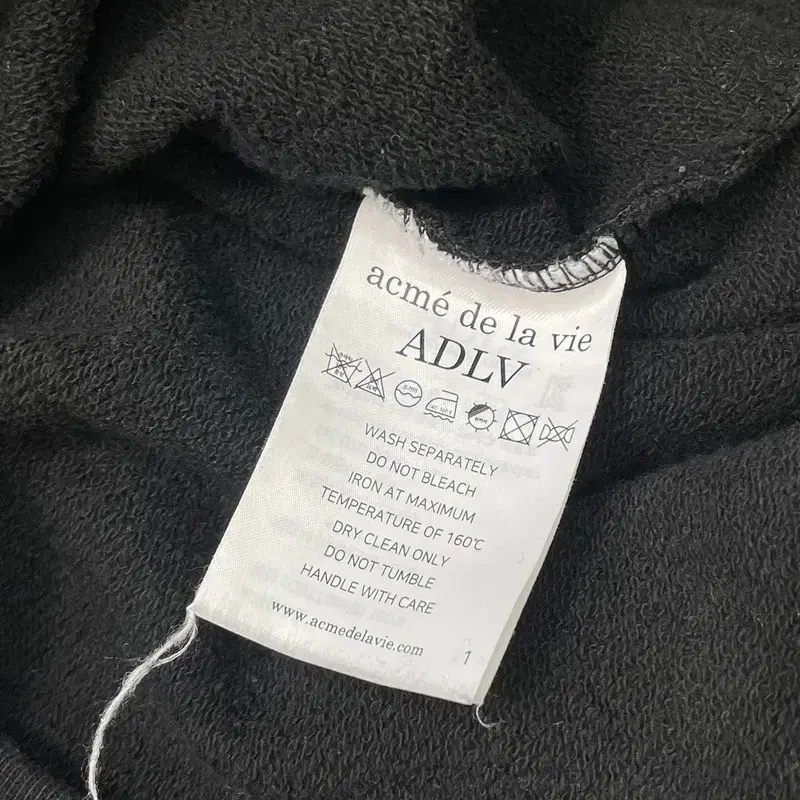 acmé de la vie
ADLV
WASH SEPARATELY
DO NOT BLEACH
IRON AT MAXIMUM
TEMPERATURE OF 160℃
DRY CLEAN ONLY
DO NOT TUMBLE
HANDLE WITH CARE
www.acmedelavie.com
1